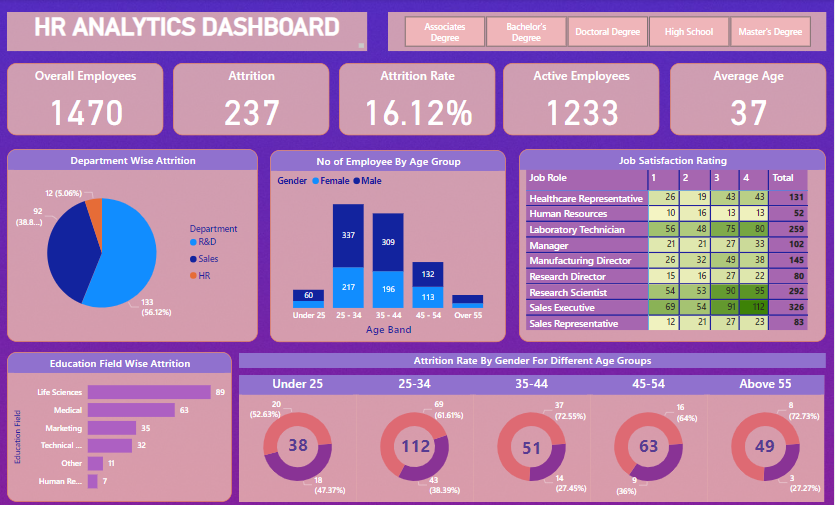 HR ANALYTICS DASHBOARD
Associates
Degree
Bachelor's
Degree
Doctoral Degree
High School
Master's Degree
Overall Employees
1470
Attrition
237
Attrition Rate
16.12%
Active Employees
1233
Average Age
37
Department Wise Attrition
12 (5.06%)
92
(38.8...)
133
(56.12%)
Department
R&D
Sales
HR
No of Employee By Age Group
Gender Female Male
60
337
217
309
196
132
113
Under 25 25 - 34 35 - 44 45 - 54 Over 55
Age Band
Job Satisfaction Rating
Job Role 1 2 3 4 Total
Healthcare Representative 26 19 43 43 131
Human Resources 10 16 13 13 52
Laboratory Technician 56 48 75 80 259
Manager 21 21 27 33 102
Manufacturing Director 26 32 49 38 145
Research Director 15 16 27 22 80
Research Scientist 54 53 90 95 292
Sales Executive 69 54 91 112 326
Sales Representative 12 21 27 23 83
Education Field Wise Attrition
Education Field
Life Sciences 89
Medical 63
Marketing 35
Technical ... 32
Other 11
Human Re... 7
Attrition Rate By Gender For Different Age Groups
Under 25
20
(52.63%)
38
18
(47.37%)
25-34
69
(61.61%)
112
43
(38.39%)
35-44
37
(72.55%)
51
14
(27.45%)
45-54
16
(64%)
63
9
(36%)
Above 55
8
(72.73%)
49
3
(27.27%)